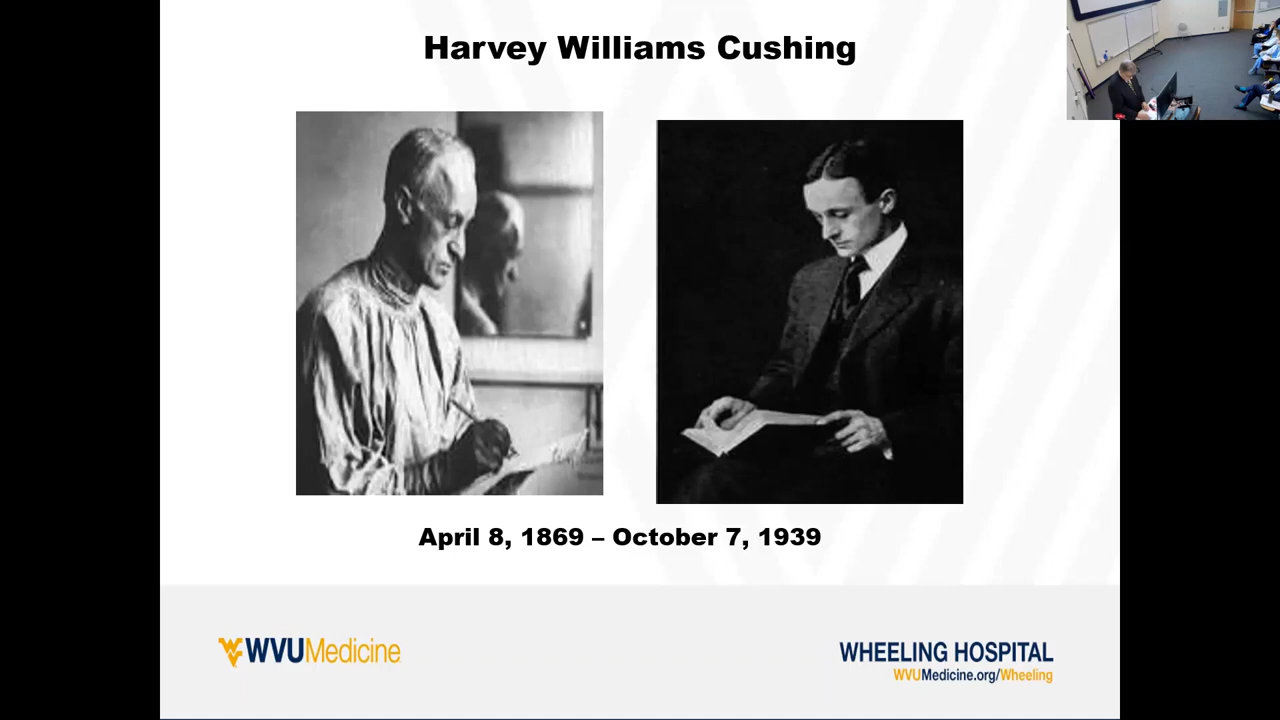 Harvey Williams Cushing
April 8, 1869 – October 7, 1939
WVUMedicine
WHEELING HOSPITAL
WVUMedicine.org/Wheeling